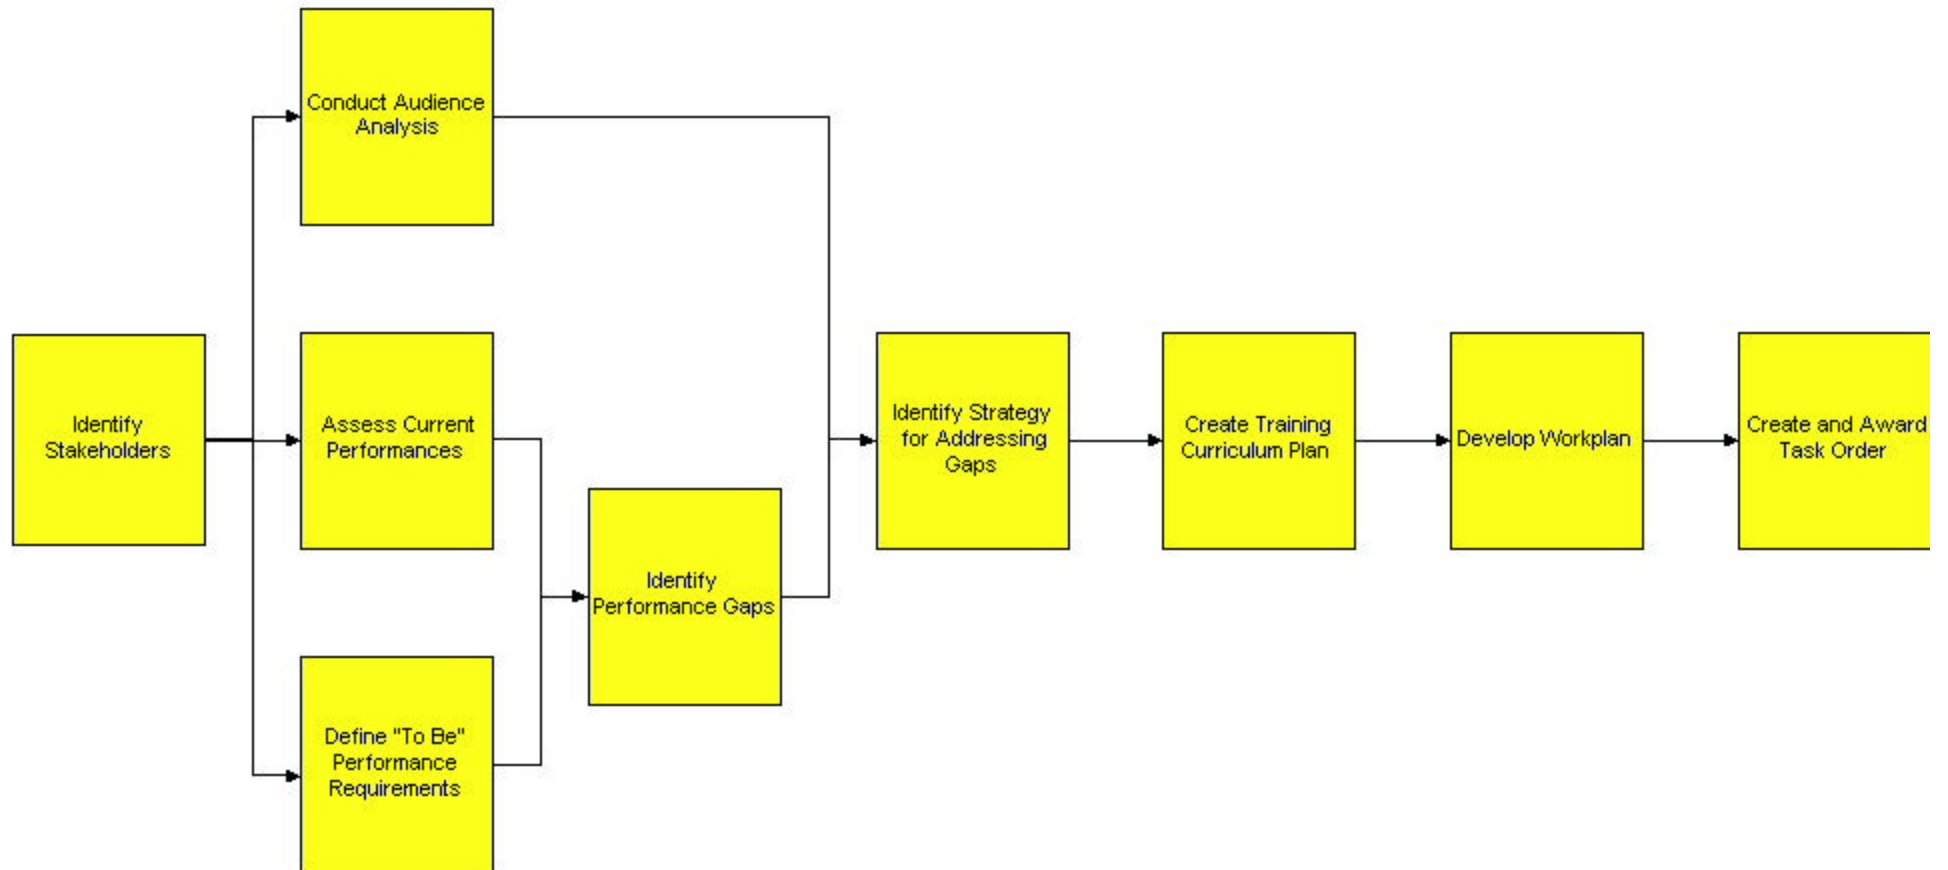 Conduct Audience
Analysis
Identify
Stakeholders
Assess Current
Performances
Define "To Be"
Performance
Requirements
Identify
Performance Gaps
Identify Strategy
for Addressing
Gaps
Create Training
Curriculum Plan
Develop Workplan
Create and Award
Task Order